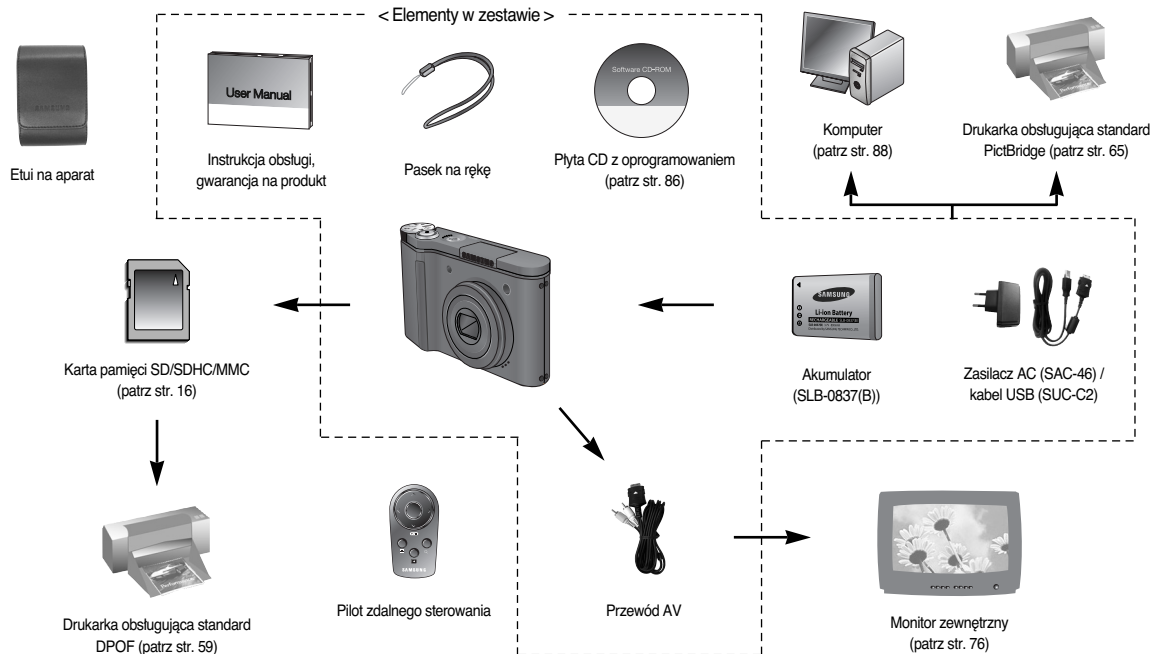 < Elementy w zestawie >
SAMSUNG
Etui na aparat
User Manual
Instrukcja obsługi,
gwarancja na produkt
Pasek na rękę
Software CD-ROM
Płyta CD z oprogramowaniem
(patrz str. 86)
Komputer
(patrz str. 88)
Drukarka obsługująca standard
PictBridge (patrz str. 65)
Karta pamięci SD/SDHC/MMC
(patrz str. 16)
SAMSUNG
Li-ion Battery
Akumulator
(SLB-0837(B))
Zasilacz AC (SAC-46) /
kabel USB (SUC-C2)
Drukarka obsługująca standard
DPOF (patrz str. 59)
SAMSUNG
Pilot zdalnego sterowania
Przewód AV
Monitor zewnętrzny
(patrz str. 76)